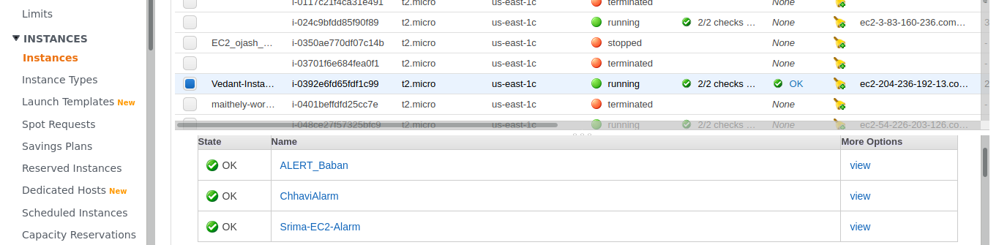 Limits
INSTANCES
Instances
Instance Types
Launch Templates New
Spot Requests
Savings Plans
Reserved Instances
Dedicated Hosts New
Scheduled Instances
Capacity Reservations
i-0117c21f4ca31e491 t2.micro us-east-1c terminated None
i-024c9bfdd85f90f89 t2.micro us-east-1c running 2/2 checks ... None ec2-3-83-160-236.com... 3
EC2_ojash_... i-0350ae770df07c14b t2.micro us-east-1c stopped None -
i-03701f6e684fea0f1 t2.micro us-east-1c terminated None -
Vedant-Insta... i-0392e6fd65fdf1c99 t2.micro us-east-1c running 2/2 checks ... OK ec2-204-236-192-13.co... 2
maithely-wor... i-0401beffdfd25cc7e t2.micro us-east-1c terminated None -
i-048ce27f57325bfc9 t2.micro us-east-1c running 2/2 checks ... None ec2-54-226-203-126.co... 5
State Name More Options
OK ALERT_Baban view
OK ChhaviAlarm view
OK Srima-EC2-Alarm view